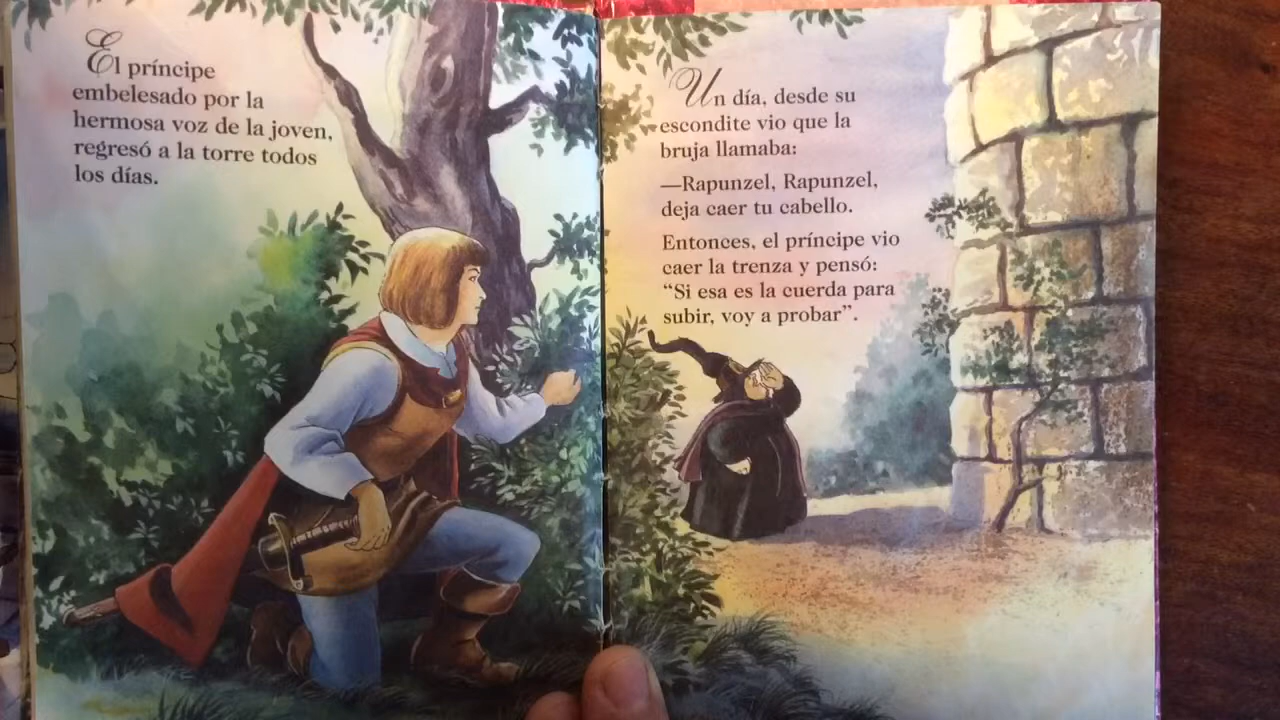 El príncipe
embelesado por la
hermosa voz de la joven,
regresó a la torre todos
los días.
Un día, desde su
escondite vio que la
bruja llamaba:
—Rapunzel, Rapunzel,
deja caer tu cabello.
Entonces, el príncipe vio
caer la trenza y pensó:
“Si esa es la cuerda para
subir, voy a probar”.